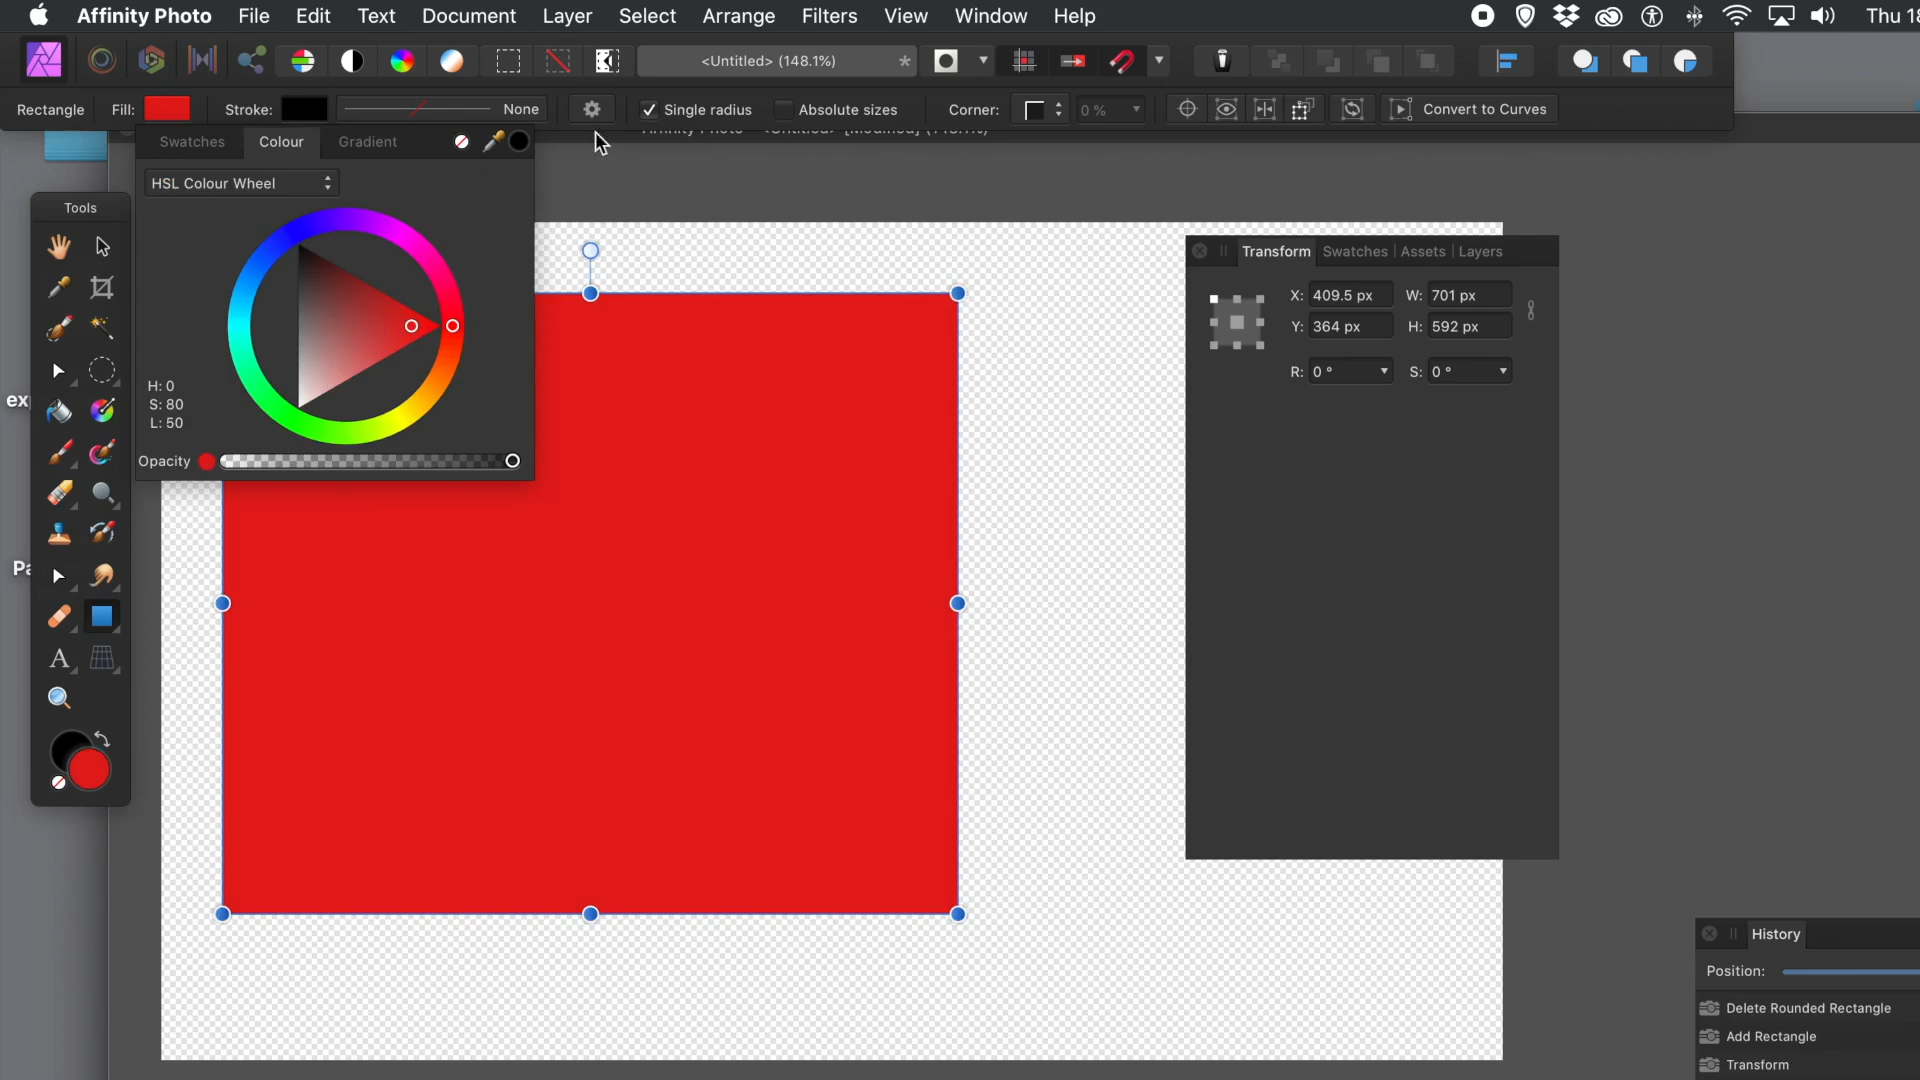 Affinity Photo File Edit Text Document Layer Select Arrange Filters View Window Help Thu 18
<Untitled> (148.1%) *
Rectangle Fill: Stroke: None Single radius Absolute sizes Corner: 0 % Convert to Curves
Swatches Colour Gradient
HSL Colour Wheel
Tools
Transform Swatches Assets Layers
X: 409.5 px W: 701 px
Y: 364 px H: 592 px
R: 0 ° S: 0 °
H: 0
S: 80
L: 50
Opacity
A
History
Position:
Delete Rounded Rectangle
Add Rectangle
Transform